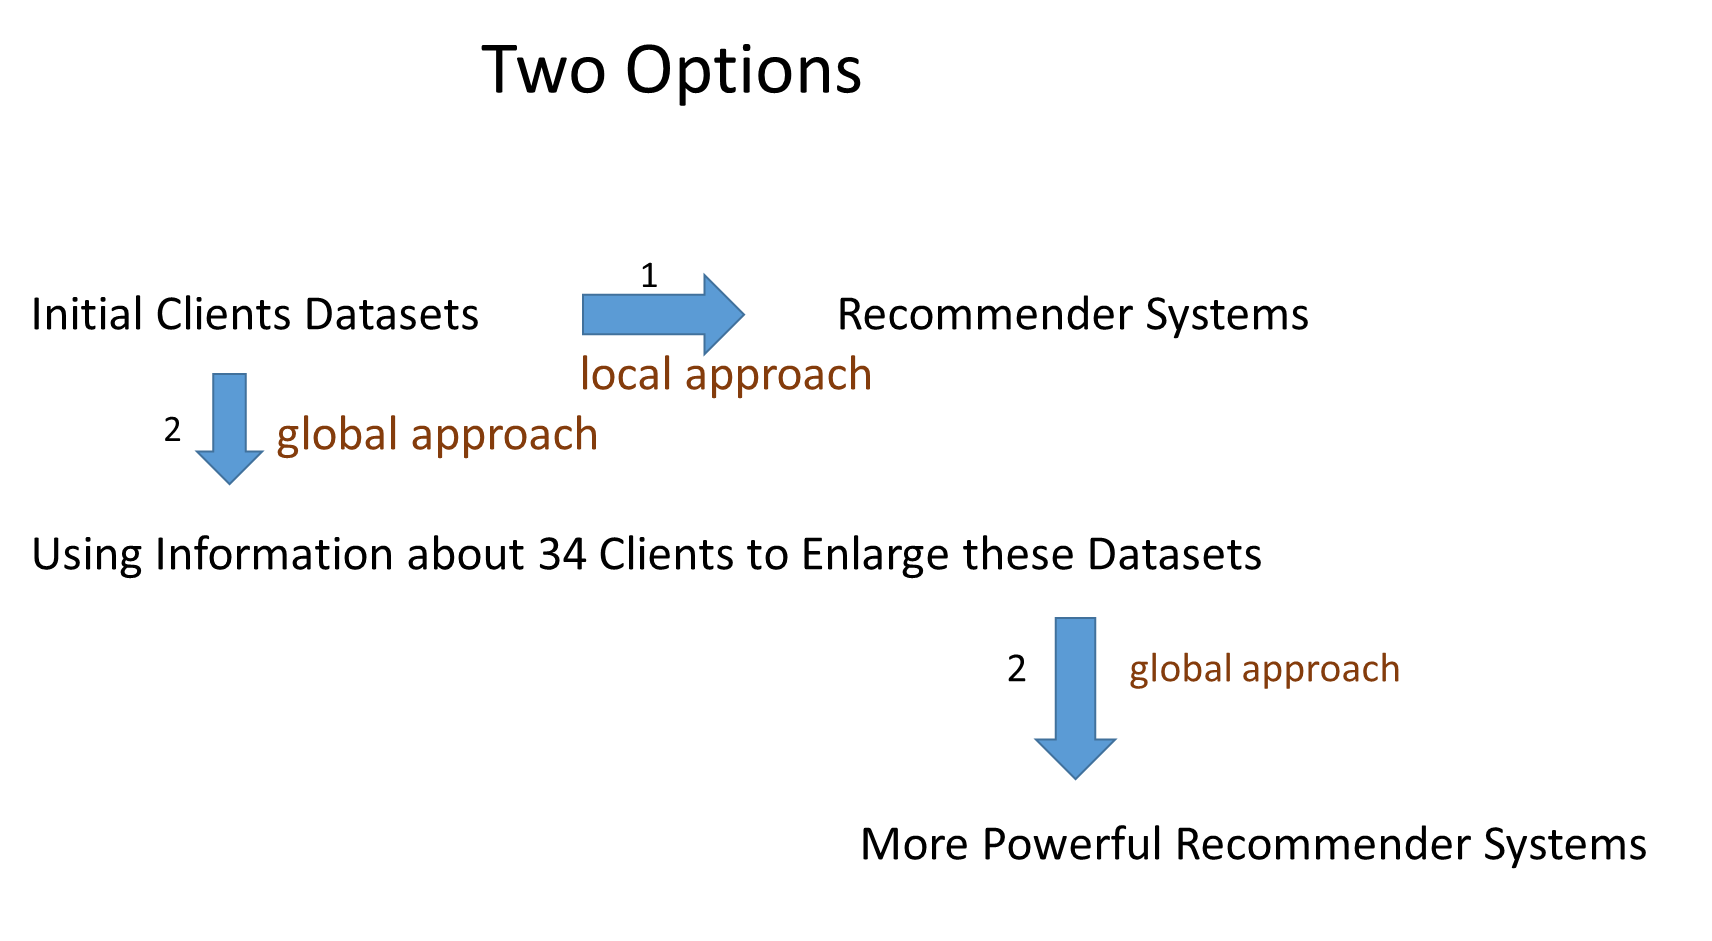 Two Options
1
Initial Clients Datasets
Recommender Systems
local approach
2
global approach
Using Information about 34 Clients to Enlarge these Datasets
2
global approach
More Powerful Recommender Systems